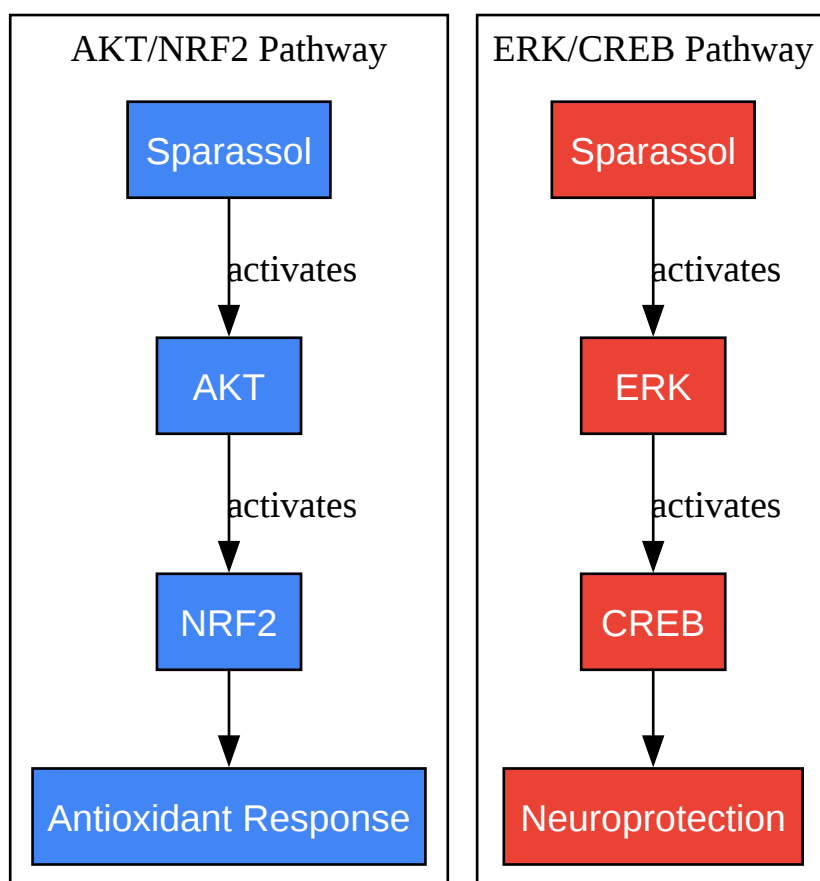 AKT/NRF2 Pathway
Sparassol
activates
AKT
activates
NRF2
Antioxidant Response
ERK/CREB Pathway
Sparassol
activates
ERK
activates
CREB
Neuroprotection